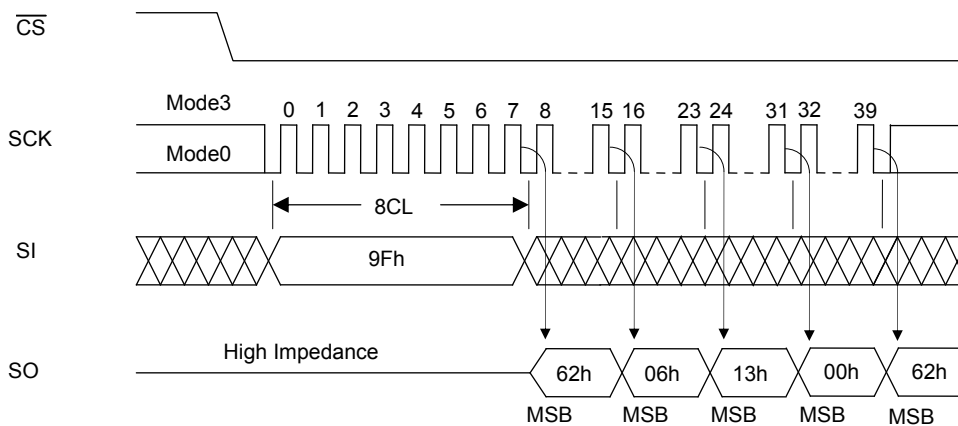 CS
Mode3
0 1 2 3 4 5 6 7 8 15 16 23 24 31 32 39
SCK
Mode0
8CL
SI
9Fh
High Impedance
SO
62h 06h 13h 00h 62h
MSB MSB MSB MSB MSB